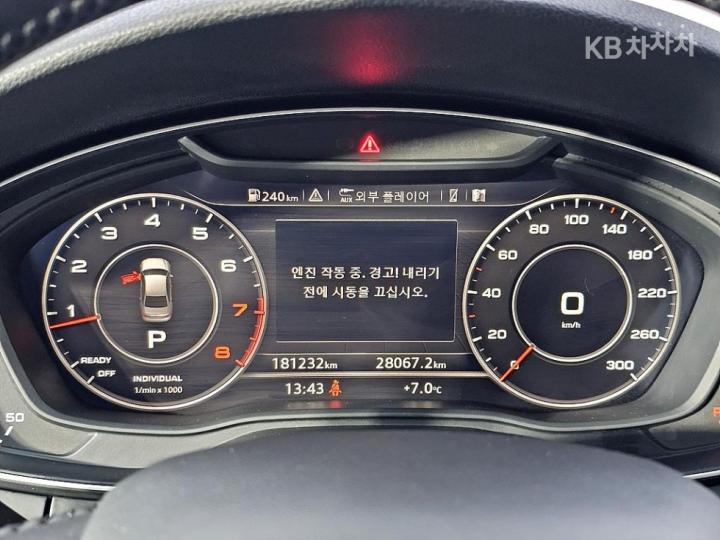 KB차차차
240km AUX 외부 플레이어
엔진 작동 중. 경고! 내리기
전에 시동을 끄십시오.
1 2 3 4 5 6 7 8
P
READY
OFF
INDIVIDUAL
1/min x 1000
0 20 40 60 80 100 140 180 220 260 300
0
km/h
181232km 28067.2km
13:43 +7.0°C
50